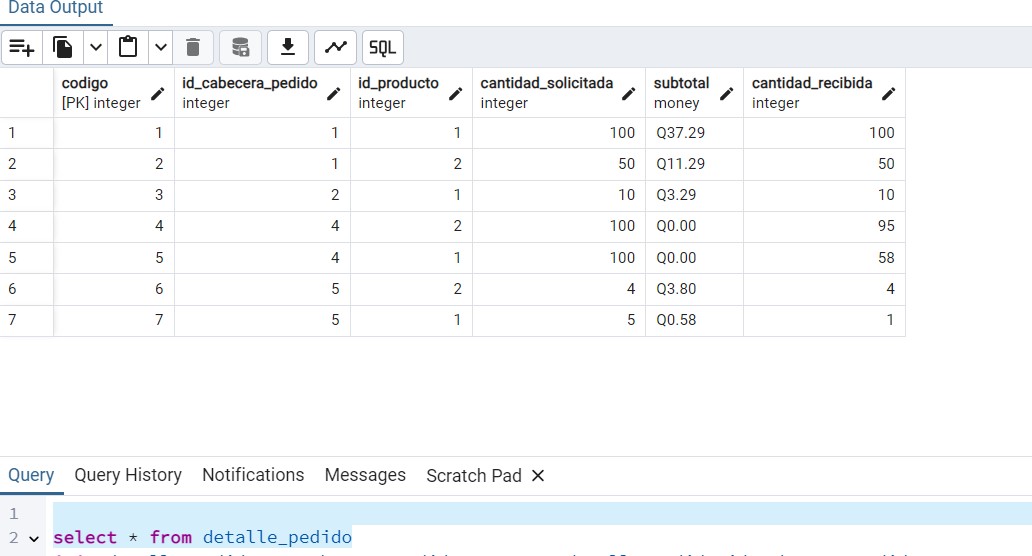 Data Output
SQL
codigo id_cabecera_pedido id_producto cantidad_solicitada subtotal cantidad_recibida
[PK] integer integer integer integer money integer
1 1 1 1 100 Q37.29 100
2 2 1 2 50 Q11.29 50
3 3 2 1 10 Q3.29 10
4 4 4 2 100 Q0.00 95
5 5 4 1 100 Q0.00 58
6 6 5 2 4 Q3.80 4
7 7 5 1 5 Q0.58 1
Query Query History Notifications Messages Scratch Pad
1
2 select * from detalle_pedido